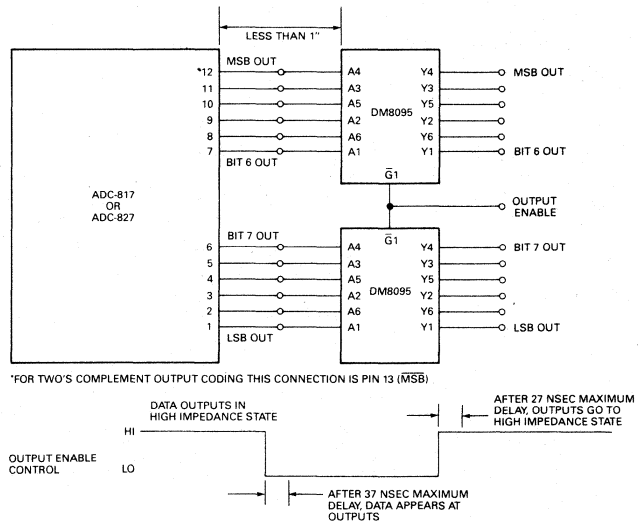 LESS THAN 1"
MSB OUT
*12 A4 Y4 MSB OUT
11 A3 Y3
10 A5 Y5
9 A2 DM8095 Y2
8 A6 Y6
7 A1 Y1 BIT 6 OUT
BIT 6 OUT
G̅1
ADC-817
OR
ADC-827
OUTPUT
ENABLE
G̅1
BIT 7 OUT
6 A4 Y4 BIT 7 OUT
5 A3 Y3
4 A5 Y5
3 A2 DM8095 Y2
2 A6 Y6
1 A1 Y1 LSB OUT
LSB OUT
*FOR TWO'S COMPLEMENT OUTPUT CODING THIS CONNECTION IS PIN 13 (M̅S̅B̅)
DATA OUTPUTS IN
HIGH IMPEDANCE STATE
AFTER 27 NSEC MAXIMUM
DELAY, OUTPUTS GO TO
HIGH IMPEDANCE STATE
HI
OUTPUT ENABLE
CONTROL
LO
AFTER 37 NSEC MAXIMUM
DELAY, DATA APPEARS AT
OUTPUTS